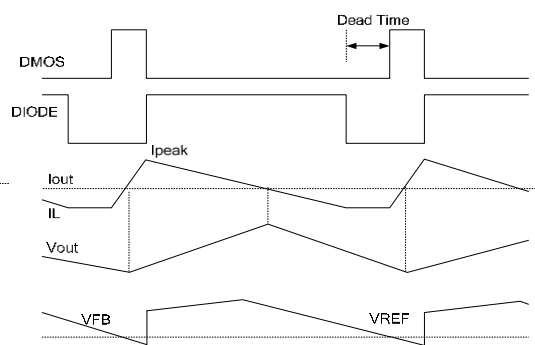 Dead Time
DMOS
DIODE
Ipeak
Iout
IL
Vout
VFB
VREF